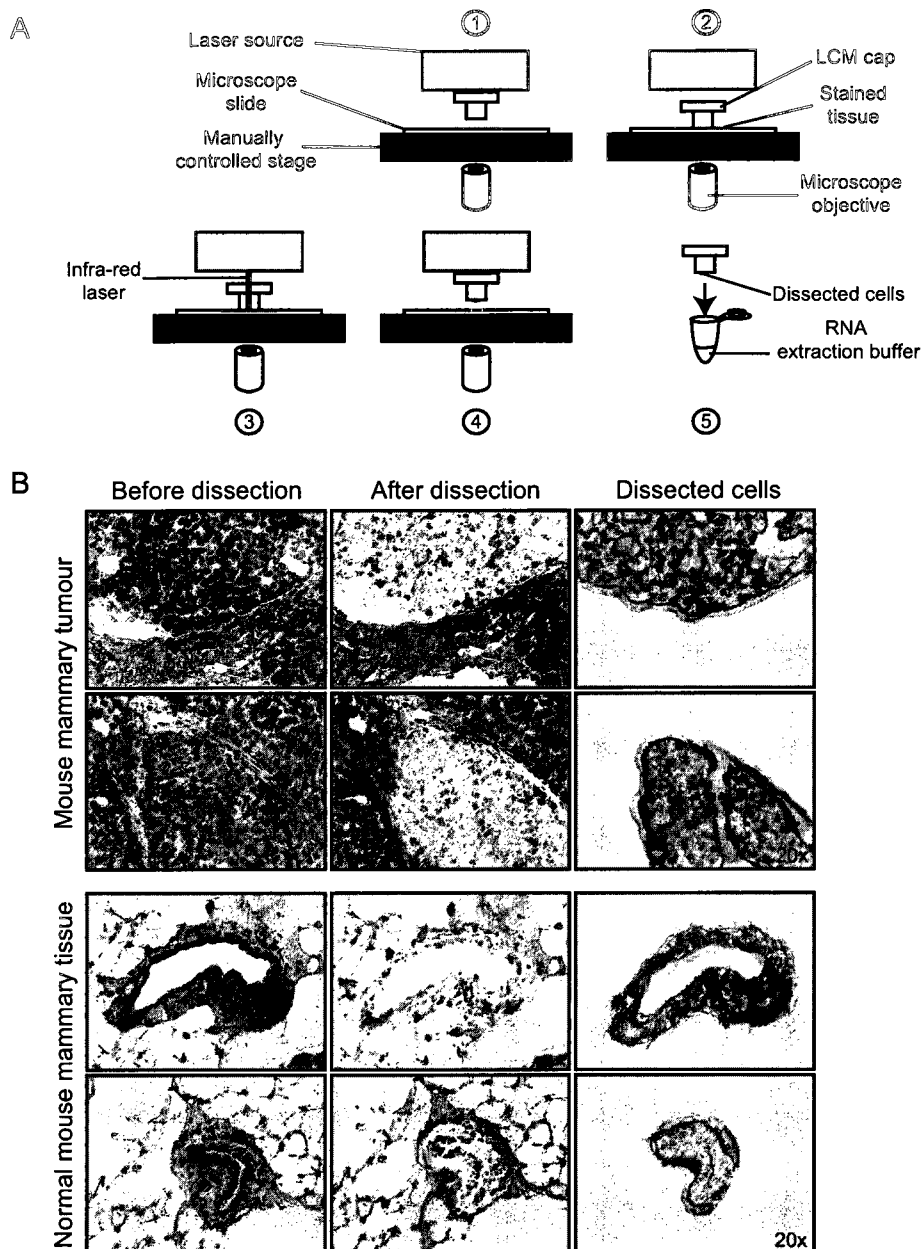 A
1
2
Laser source
LCM cap
Microscope
slide
Stained
tissue
Manually
controlled stage
Microscope
objective
Infra-red
laser
Dissected cells
RNA
extraction buffer
3
4
5
B
Before dissection
After dissection
Dissected cells
Mouse mammary tumour
Normal mouse mammary tissue
20x